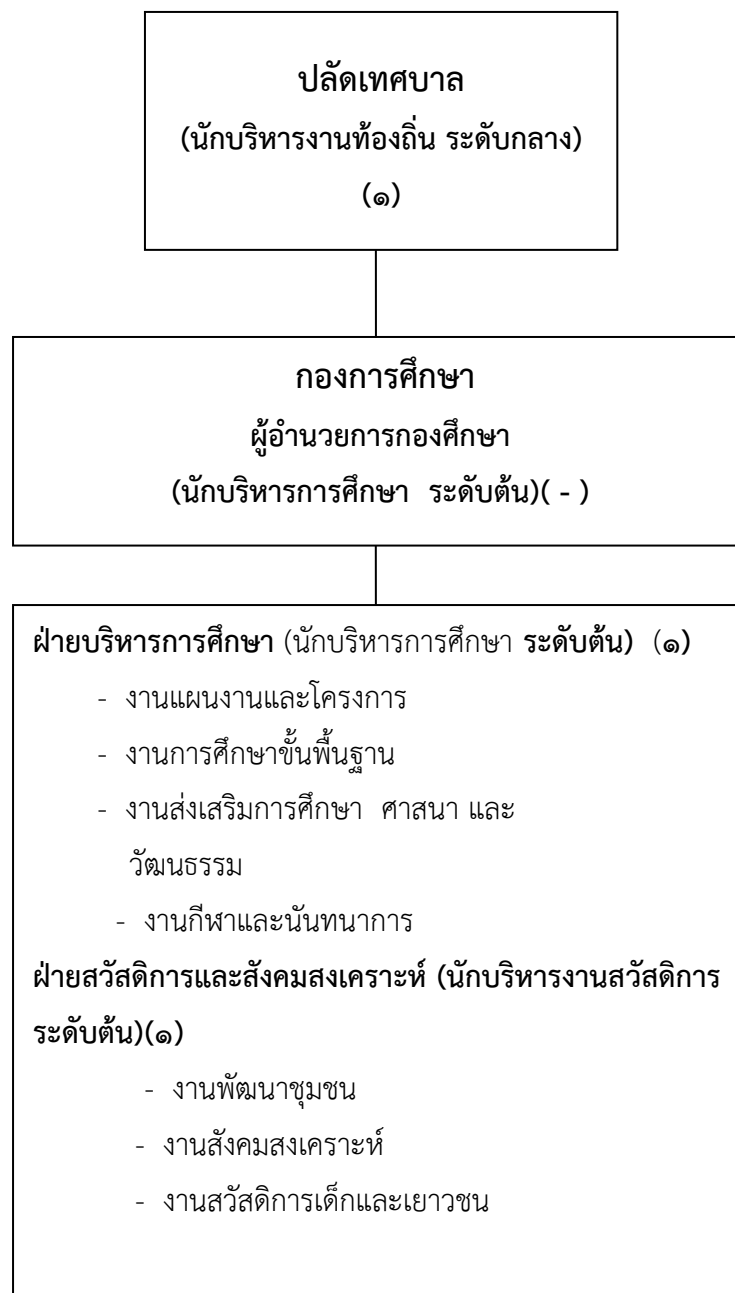 ปลัดเทศบาล
(นักบริหารงานท้องถิ่น ระดับกลาง)
(๑)
กองการศึกษา
ผู้อำนวยการกองศึกษา
(นักบริหารการศึกษา ระดับต้น)( - )
ฝ่ายบริหารการศึกษา (นักบริหารการศึกษา ระดับต้น) (๑)
- งานแผนงานและโครงการ
- งานการศึกษาขั้นพื้นฐาน
- งานส่งเสริมการศึกษา ศาสนา และ
วัฒนธรรม
- งานกีฬาและนันทนาการ
ฝ่ายสวัสดิการและสังคมสงเคราะห์ (นักบริหารงานสวัสดิการ
ระดับต้น)(๑)
- งานพัฒนาชุมชน
- งานสังคมสงเคราะห์
- งานสวัสดิการเด็กและเยาวชน